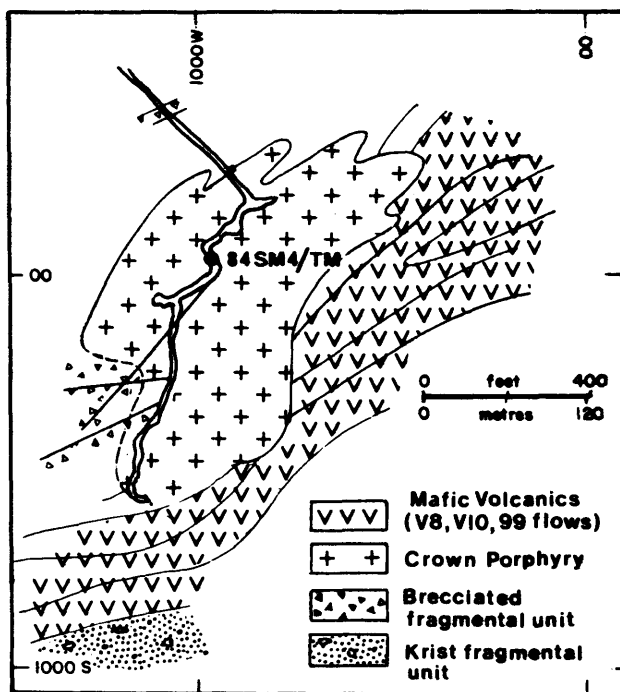 1000W
00
00
84SM4/TM
0 feet 400
0 metres 120
Mafic Volcanics
(V8, V10, 99 flows)
Crown Porphyry
Brecciated
fragmental unit
Krist fragmental
unit
1000 S